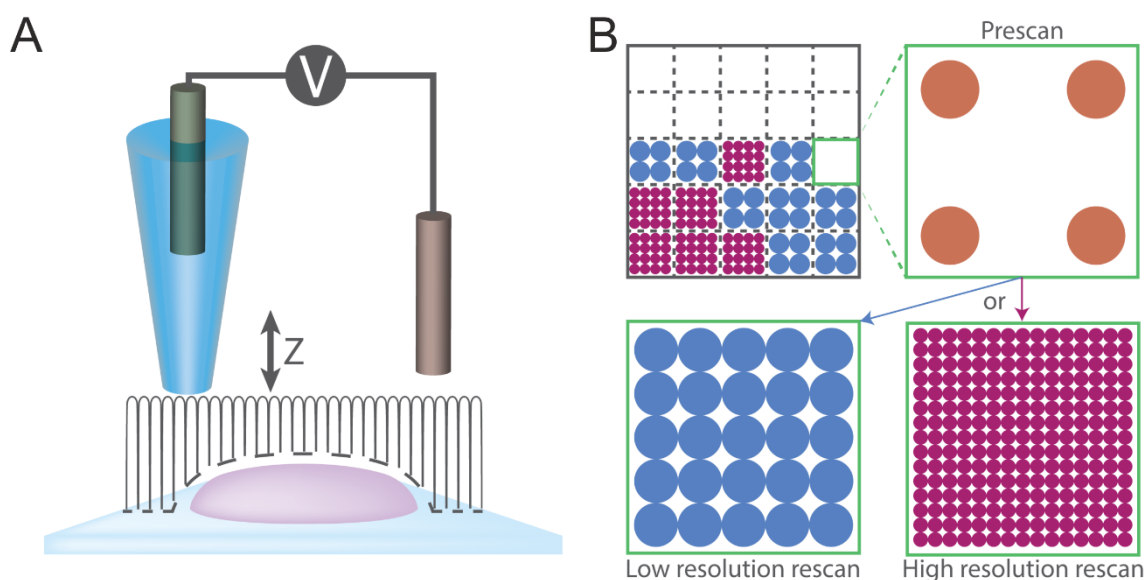 A
V
Z
B
Prescan
or
Low resolution rescan
High resolution rescan